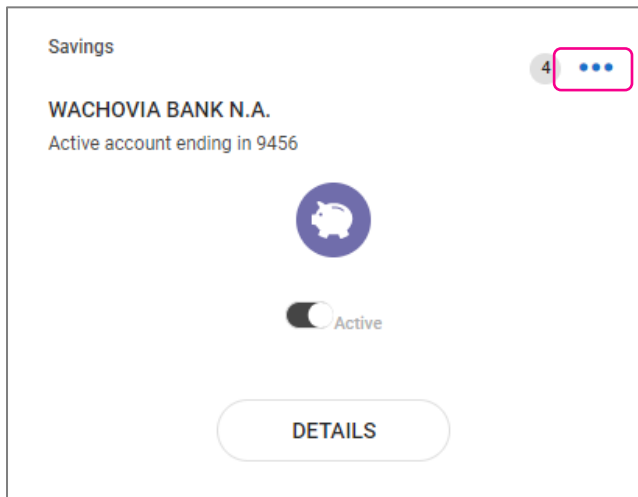 Savings
4
WACHOVIA BANK N.A.
Active account ending in 9456
Active
DETAILS